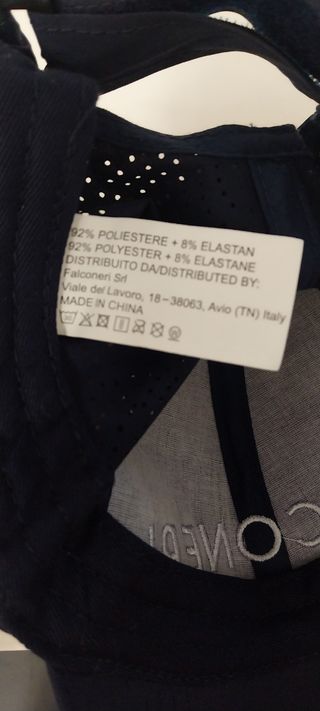 92% POLIESTERE + 8% ELASTAN
92% POLYESTER + 8% ELASTANE
DISTRIBUITO DA/DISTRIBUTED BY:
Falconeri Srl
Viale del Lavoro, 18-38063, Avio (TN) Italy
MADE IN CHINA